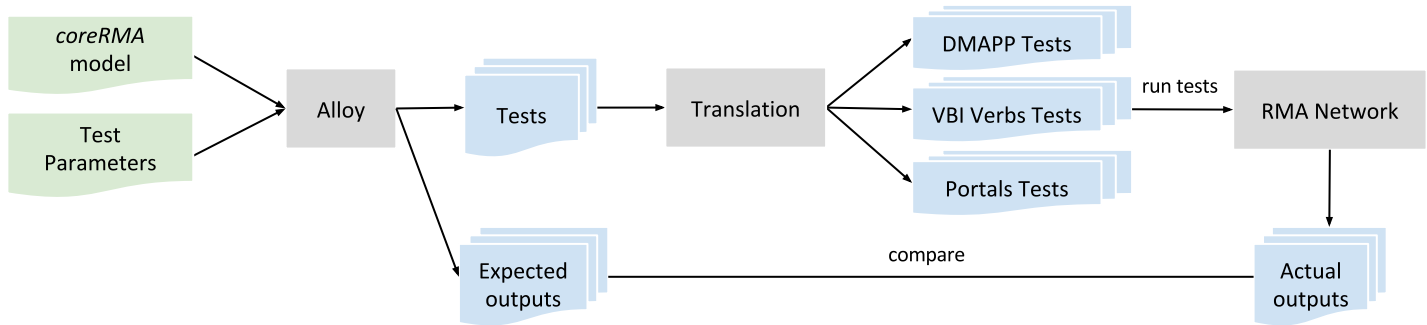 coreRMA
model
Test
Parameters
Alloy
Tests
Expected
outputs
Translation
DMAPP Tests
VBI Verbs Tests
Portals Tests
run tests
RMA Network
compare
Actual
outputs